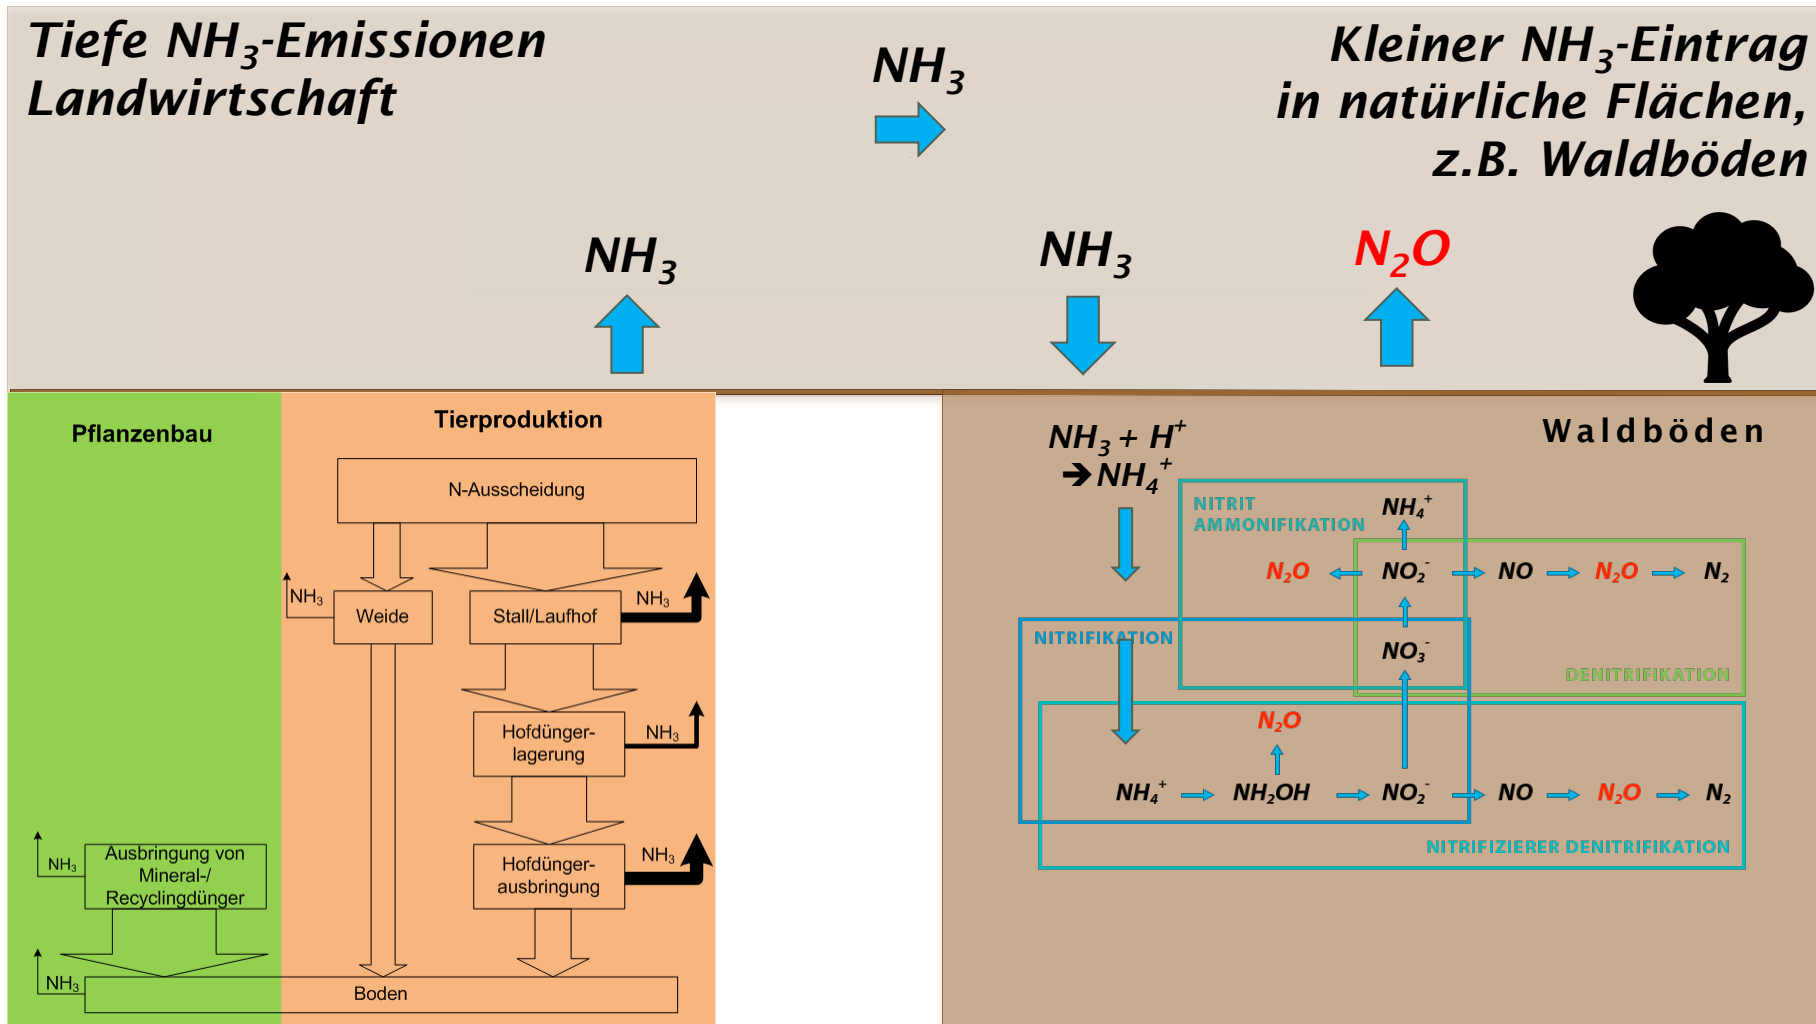 Tiefe NH₃-Emissionen
Landwirtschaft
NH₃
Kleiner NH₃-Eintrag
in natürliche Flächen,
z.B. Waldböden
NH₃
NH₃
N₂O
Pflanzenbau
Tierproduktion
N-Ausscheidung
NH₃
Weide
Stall/Laufhof
NH₃
Hofdünger-
lagerung
NH₃
NH₃
Ausbringung von
Mineral-/
Recyclingdünger
Hofdünger-
ausbringung
NH₃
NH₃
Boden
Waldböden
NH₃ + H⁺
➔ NH₄⁺
NITRIT
AMMONIFIKATION
NH₄⁺
N₂O
NO₂⁻
NO
N₂O
N₂
NITRIFIKATION
NO₃⁻
DENITRIFIKATION
N₂O
NH₄⁺
NH₂OH
NO₂⁻
NO
N₂O
N₂
NITRIFIZIERER DENITRIFIKATION